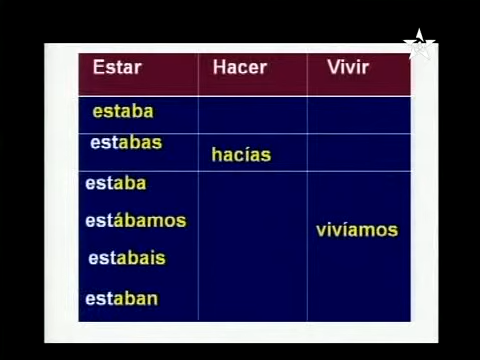 Estar Hacer Vivir
estaba
estabas hacías
estaba
estábamos vivíamos
estabais
estaban